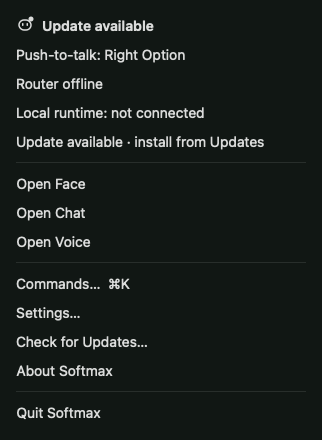 Update available
Push-to-talk: Right Option
Router offline
Local runtime: not connected
Update available · install from Updates
Open Face
Open Chat
Open Voice
Commands... ⌘K
Settings...
Check for Updates...
About Softmax
Quit Softmax